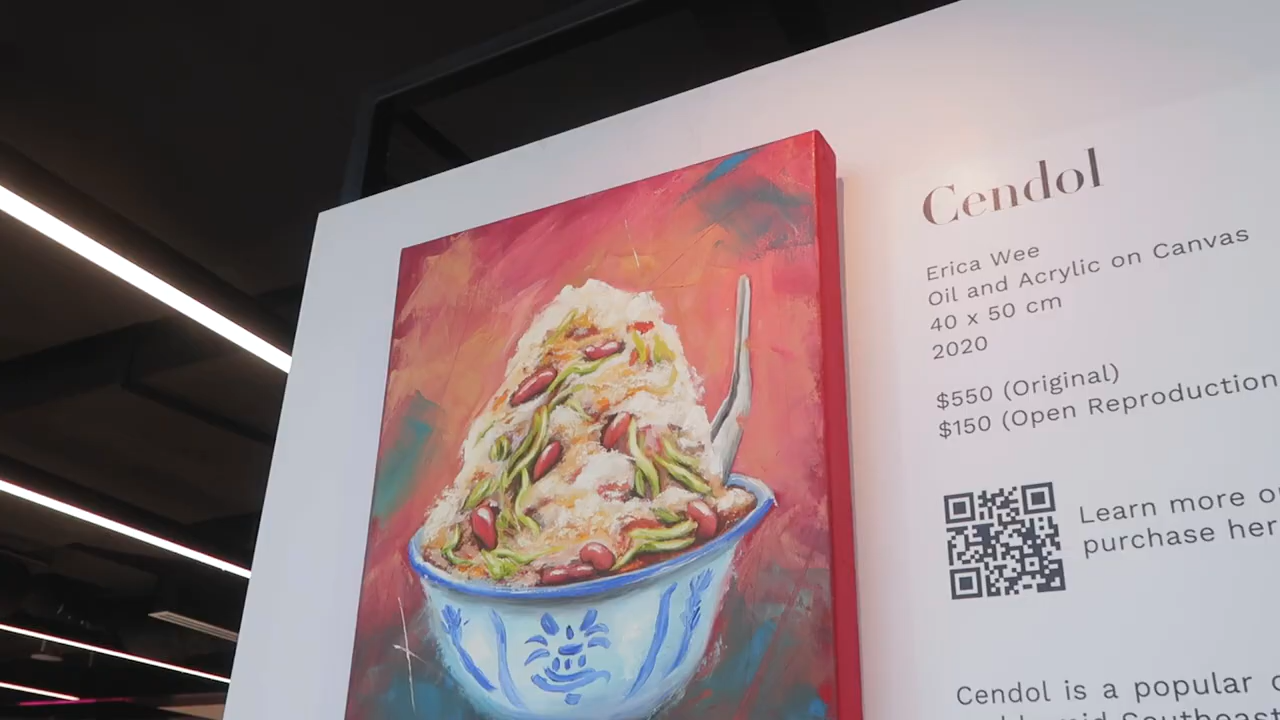 Cendol
Erica Wee
Oil and Acrylic on Canvas
40 x 50 cm
2020
$550 (Original)
$150 (Open Reproduction
Learn more o
purchase her
Cendol is a popular
Southeast